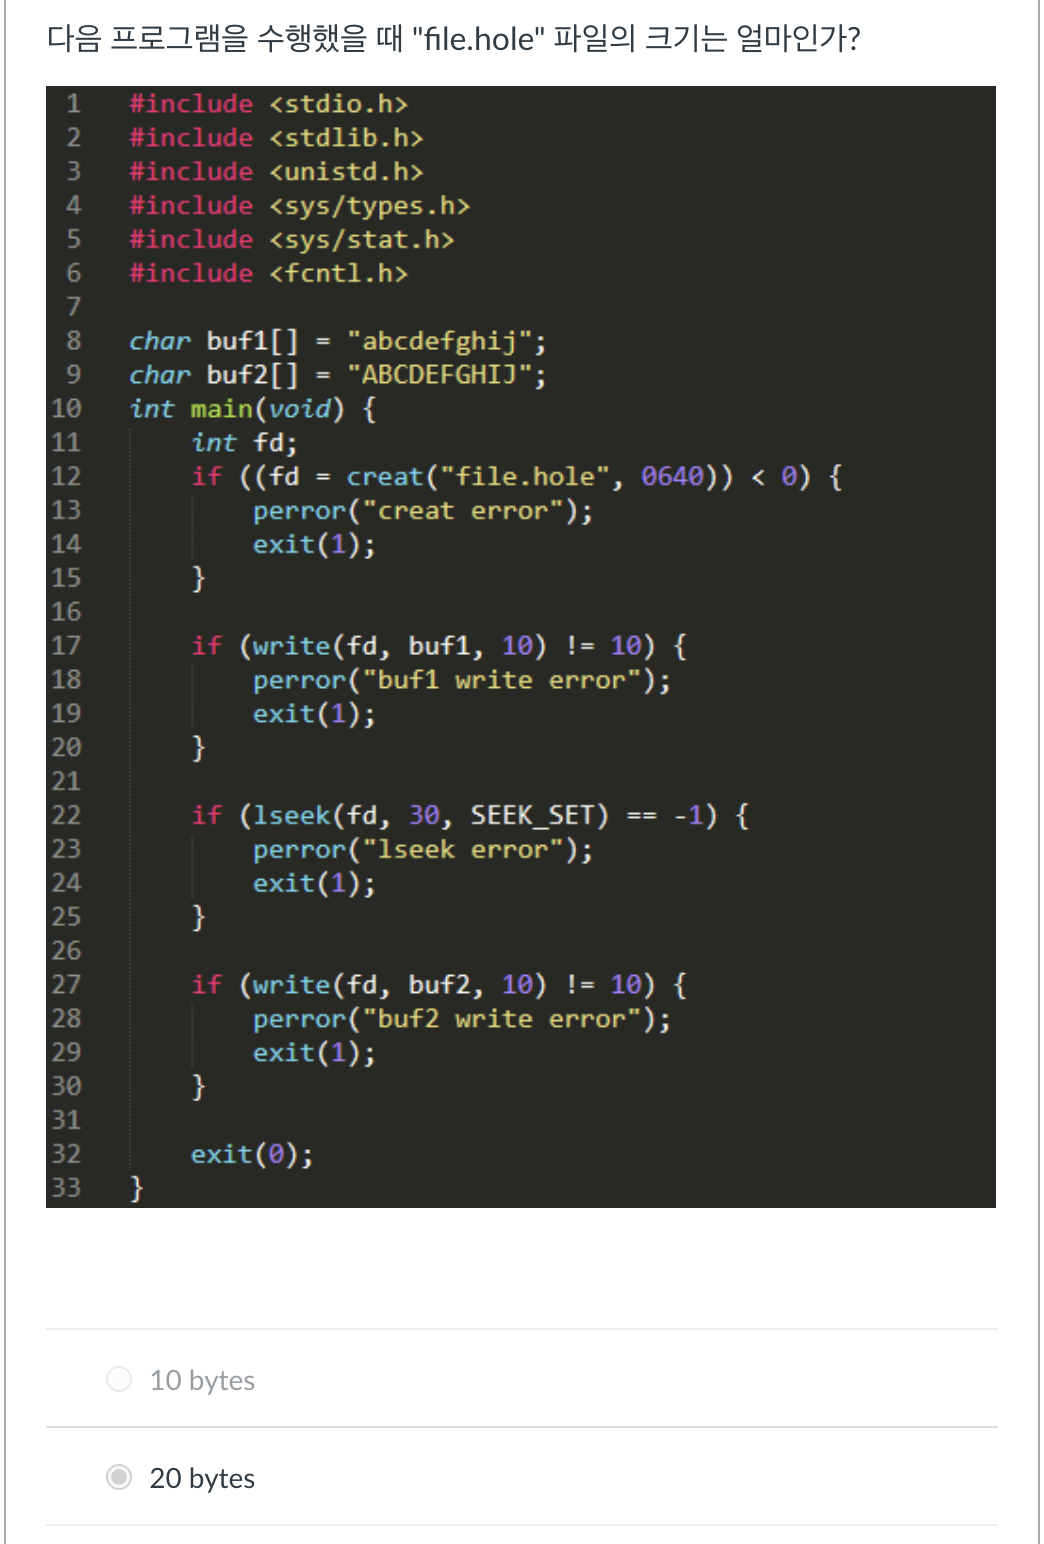 다음 프로그램을 수행했을 때 "file.hole" 파일의 크기는 얼마인가?
1 #include <stdio.h>
2 #include <stdlib.h>
3 #include <unistd.h>
4 #include <sys/types.h>
5 #include <sys/stat.h>
6 #include <fcntl.h>
7
8 char buf1[] = "abcdefghij";
9 char buf2[] = "ABCDEFGHIJ";
10 int main(void) {
11     int fd;
12     if ((fd = creat("file.hole", 0640)) < 0) {
13         perror("creat error");
14         exit(1);
15     }
16
17     if (write(fd, buf1, 10) != 10) {
18         perror("buf1 write error");
19         exit(1);
20     }
21
22     if (lseek(fd, 30, SEEK_SET) == -1) {
23         perror("lseek error");
24         exit(1);
25     }
26
27     if (write(fd, buf2, 10) != 10) {
28         perror("buf2 write error");
29         exit(1);
30     }
31
32     exit(0);
33 }
10 bytes
20 bytes